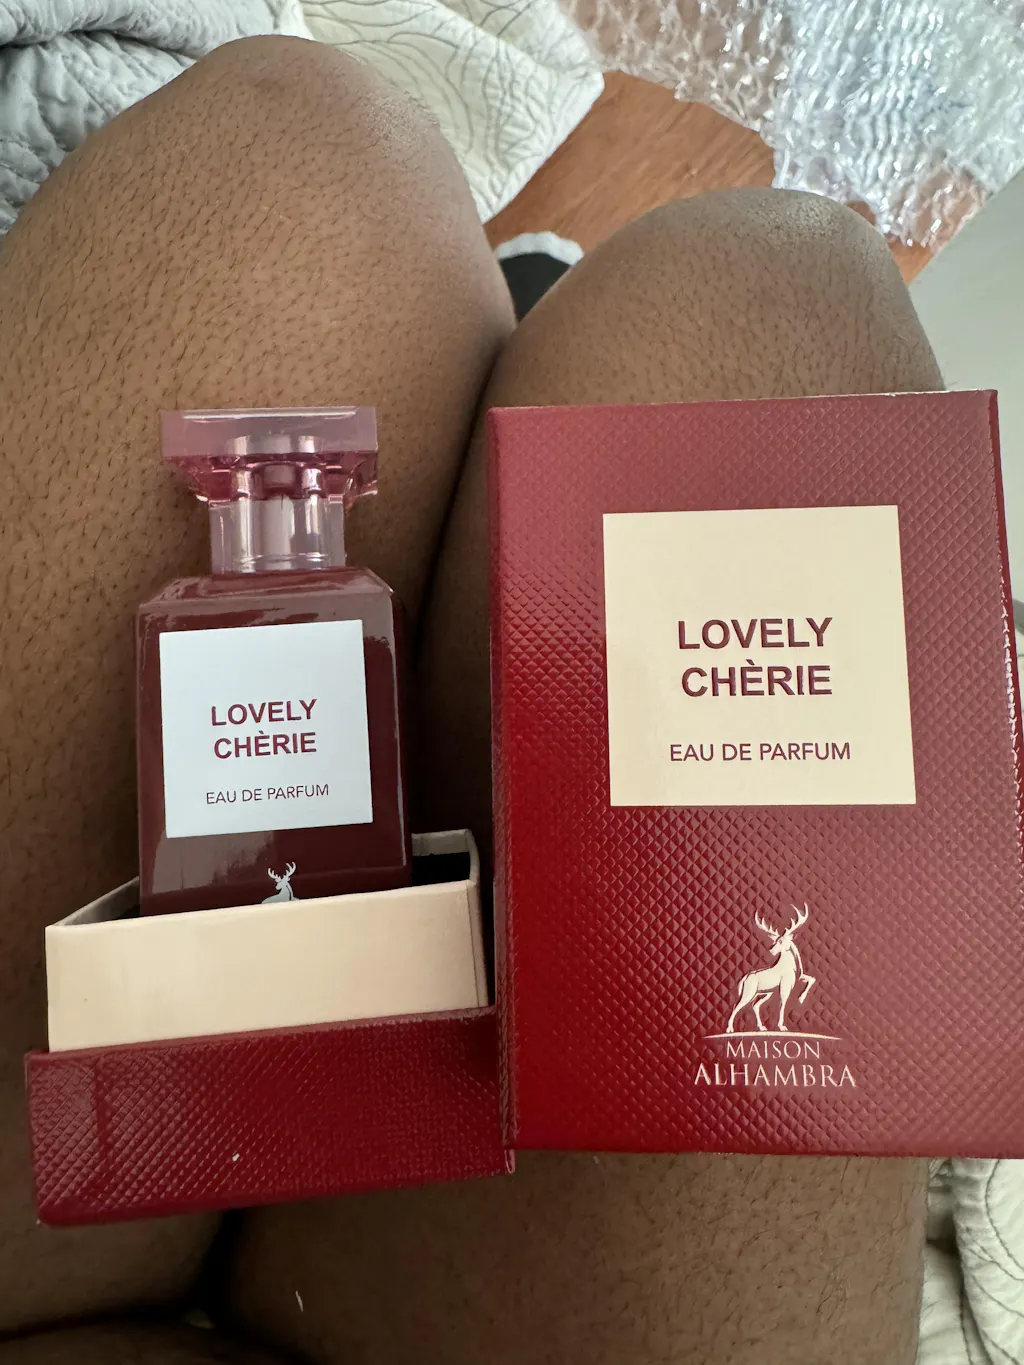 LOVELY
CHÈRIE
EAU DE PARFUM
LOVELY
CHÈRIE
EAU DE PARFUM
MAISON
ALHAMBRA